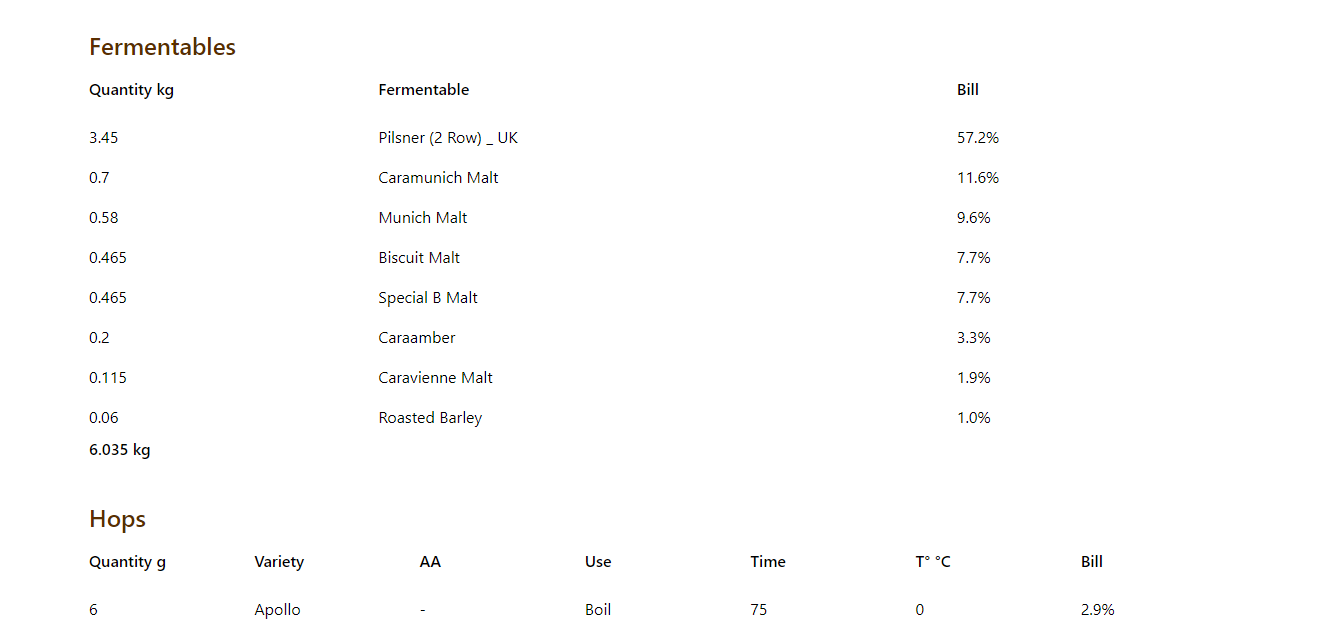 Fermentables
Quantity kg Fermentable Bill
3.45 Pilsner (2 Row) _ UK 57.2%
0.7 Caramunich Malt 11.6%
0.58 Munich Malt 9.6%
0.465 Biscuit Malt 7.7%
0.465 Special B Malt 7.7%
0.2 Caraamber 3.3%
0.115 Caravienne Malt 1.9%
0.06 Roasted Barley 1.0%
6.035 kg
Hops
Quantity g Variety AA Use Time T° °C Bill
6 Apollo - Boil 75 0 2.9%